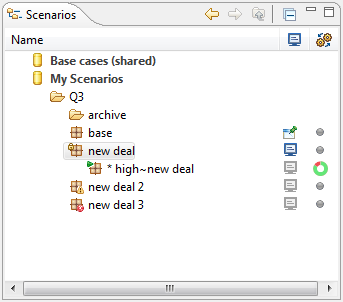 Scenarios
Name
Base cases (shared)
My Scenarios
Q3
archive
base
new deal
* high~new deal
new deal 2
new deal 3